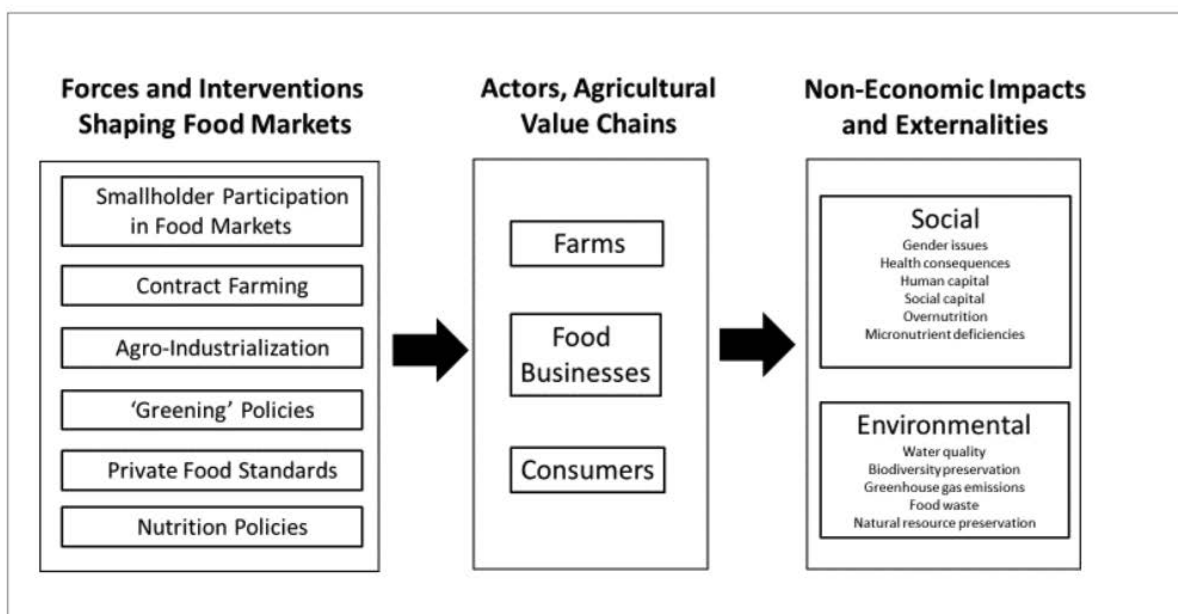 Forces and Interventions
Shaping Food Markets
Smallholder Participation
in Food Markets
Contract Farming
Agro-Industrialization
‘Greening’ Policies
Private Food Standards
Nutrition Policies
Actors, Agricultural
Value Chains
Farms
Food
Businesses
Consumers
Non-Economic Impacts
and Externalities
Social
Gender issues
Health consequences
Human capital
Social capital
Overnutrition
Micronutrient deficiencies
Environmental
Water quality
Biodiversity preservation
Greenhouse gas emissions
Food waste
Natural resource preservation